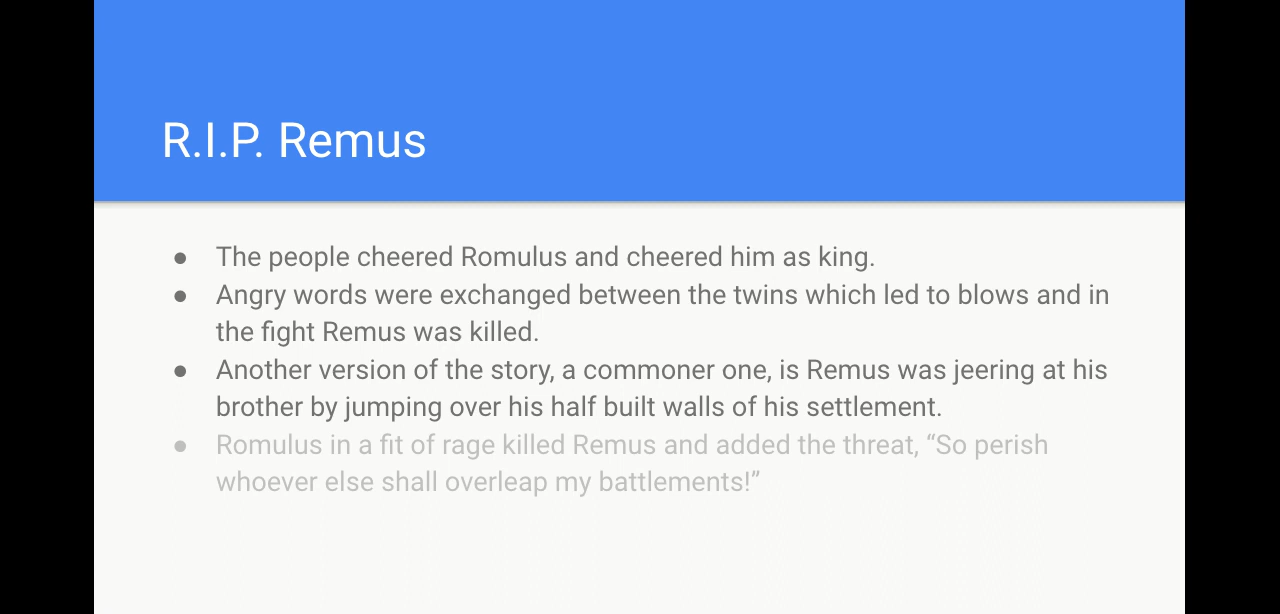 R.I.P. Remus
● The people cheered Romulus and cheered him as king.
● Angry words were exchanged between the twins which led to blows and in
the fight Remus was killed.
● Another version of the story, a commoner one, is Remus was jeering at his
brother by jumping over his half built walls of his settlement.
● Romulus in a fit of rage killed Remus and added the threat, “So perish
whoever else shall overleap my battlements!”